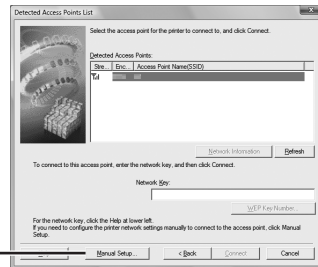 Detected Access Points List
Select the access point for the printer to connect to, and click Connect.
Detected Access Points:
Stre... Enc... Access Point Name(SSID)
Network Information
Refresh
To connect to this access point, enter the network key, and then click Connect.
Network Key:
WEP Key Number...
For the network key, click the Help at lower left.
If you need to configure the printer network settings manually to connect to the access point, click Manual
Setup.
Manual Setup...
< Back
Connect
Cancel